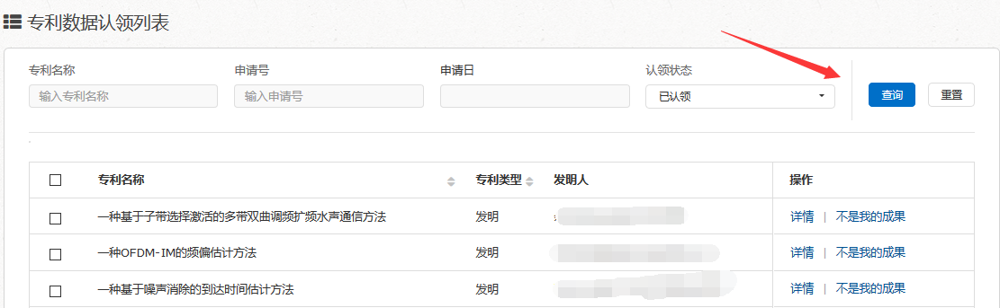 专利数据认领列表
专利名称 申请号 申请日 认领状态
输入专利名称 输入申请号 已认领 查询 重置
专利名称 专利类型 发明人 操作
一种基于子带选择激活的多带双曲调频扩频水声通信方法 发明 详情 | 不是我的成果
一种OFDM-IM的频偏估计方法 发明 详情 | 不是我的成果
一种基于噪声消除的到达时间估计方法 发明 详情 | 不是我的成果